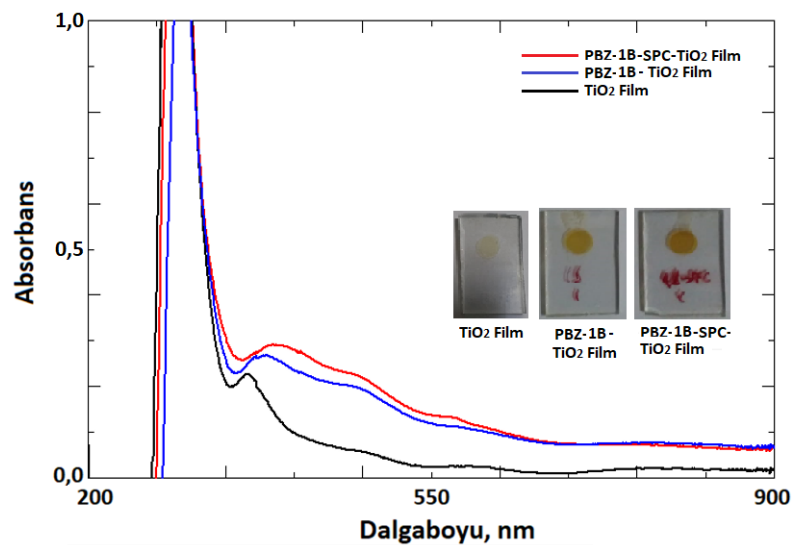 1,0
PBZ-1B-SPC-TiO2 Film
PBZ-1B- TiO2 Film
TiO2 Film
Absorbans
0,5
TiO2 Film
PBZ-1B-
TiO2 Film
PBZ-1B-SPC-
TiO2 Film
0,0
200
550
900
Dalgaboyu, nm